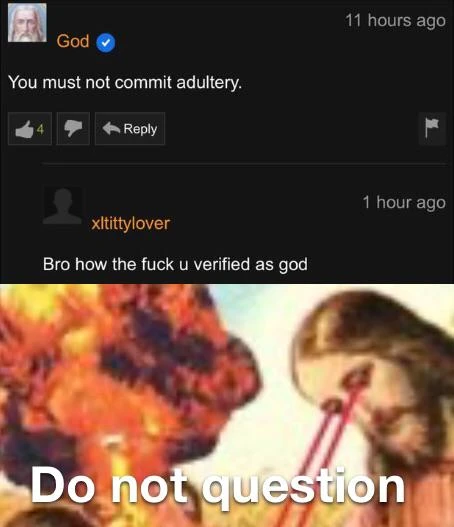 11 hours ago
God
You must not commit adultery.
4
Reply
1 hour ago
xltittylover
Bro how the fuck u verified as god
Do not question